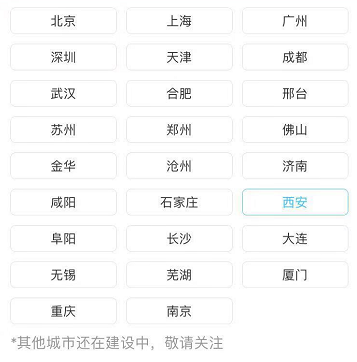 北京 上海 广州
深圳 天津 成都
武汉 合肥 邢台
苏州 郑州 佛山
金华 沧州 济南
咸阳 石家庄 西安
阜阳 长沙 大连
无锡 芜湖 厦门
重庆 南京
*其他城市还在建设中，敬请关注